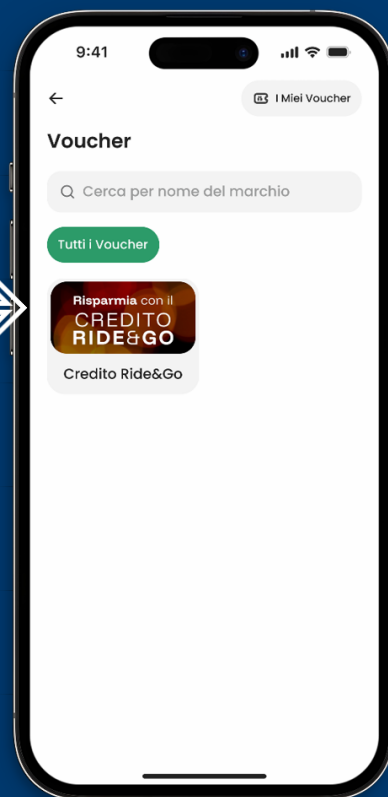 9:41
I Miei Voucher
Voucher
Cerca per nome del marchio
Tutti i Voucher
Risparmia con il
CREDITO
RIDE&GO
Credito Ride&Go